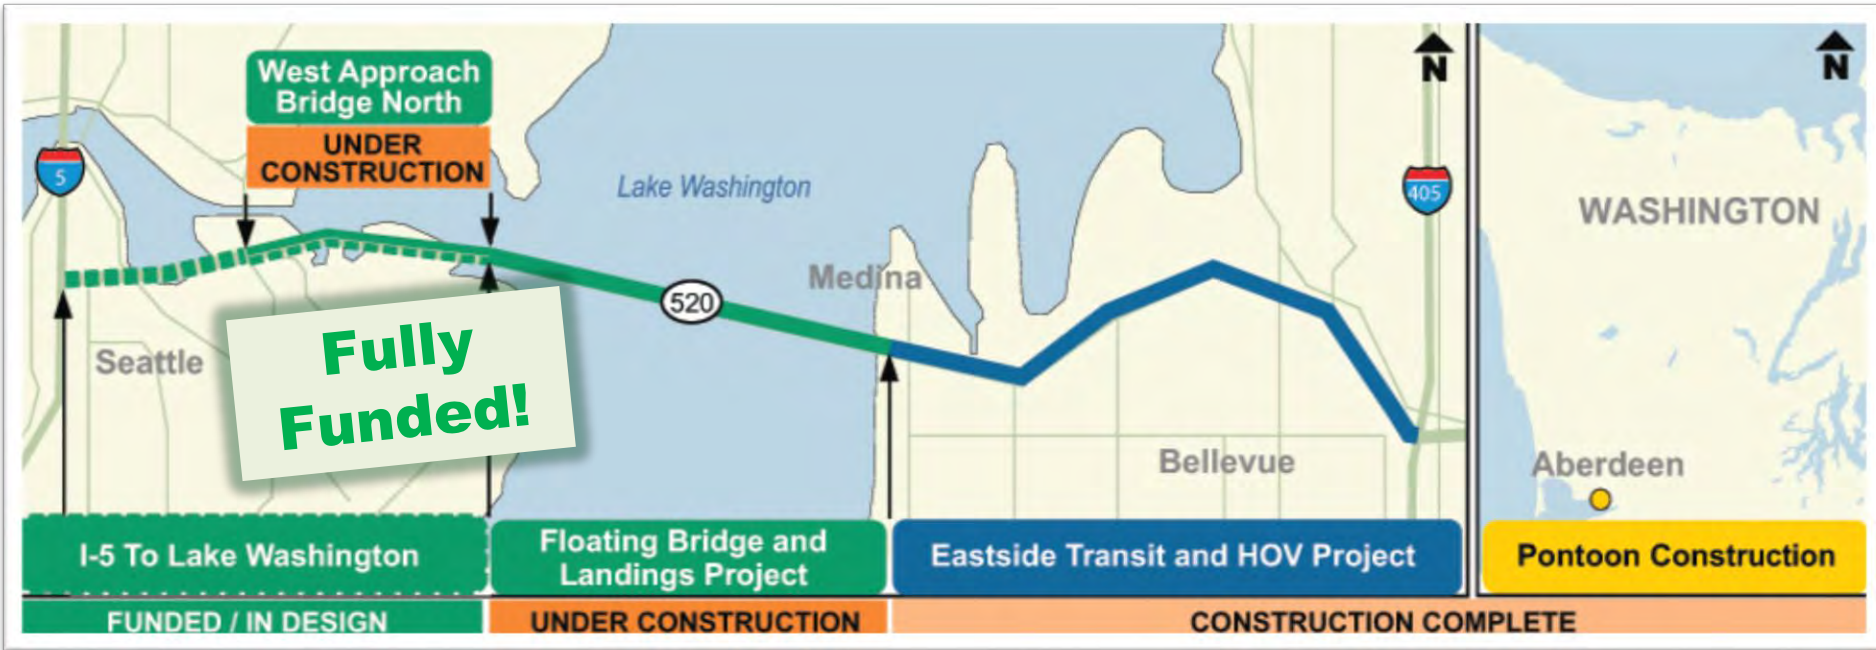 West Approach
Bridge North
UNDER
CONSTRUCTION
N
N
5
Lake Washington
405
WASHINGTON
Medina
520
Seattle
Fully
Funded!
Bellevue
Aberdeen
I-5 To Lake Washington
Floating Bridge and
Landings Project
Eastside Transit and HOV Project
Pontoon Construction
FUNDED / IN DESIGN
UNDER CONSTRUCTION
CONSTRUCTION COMPLETE